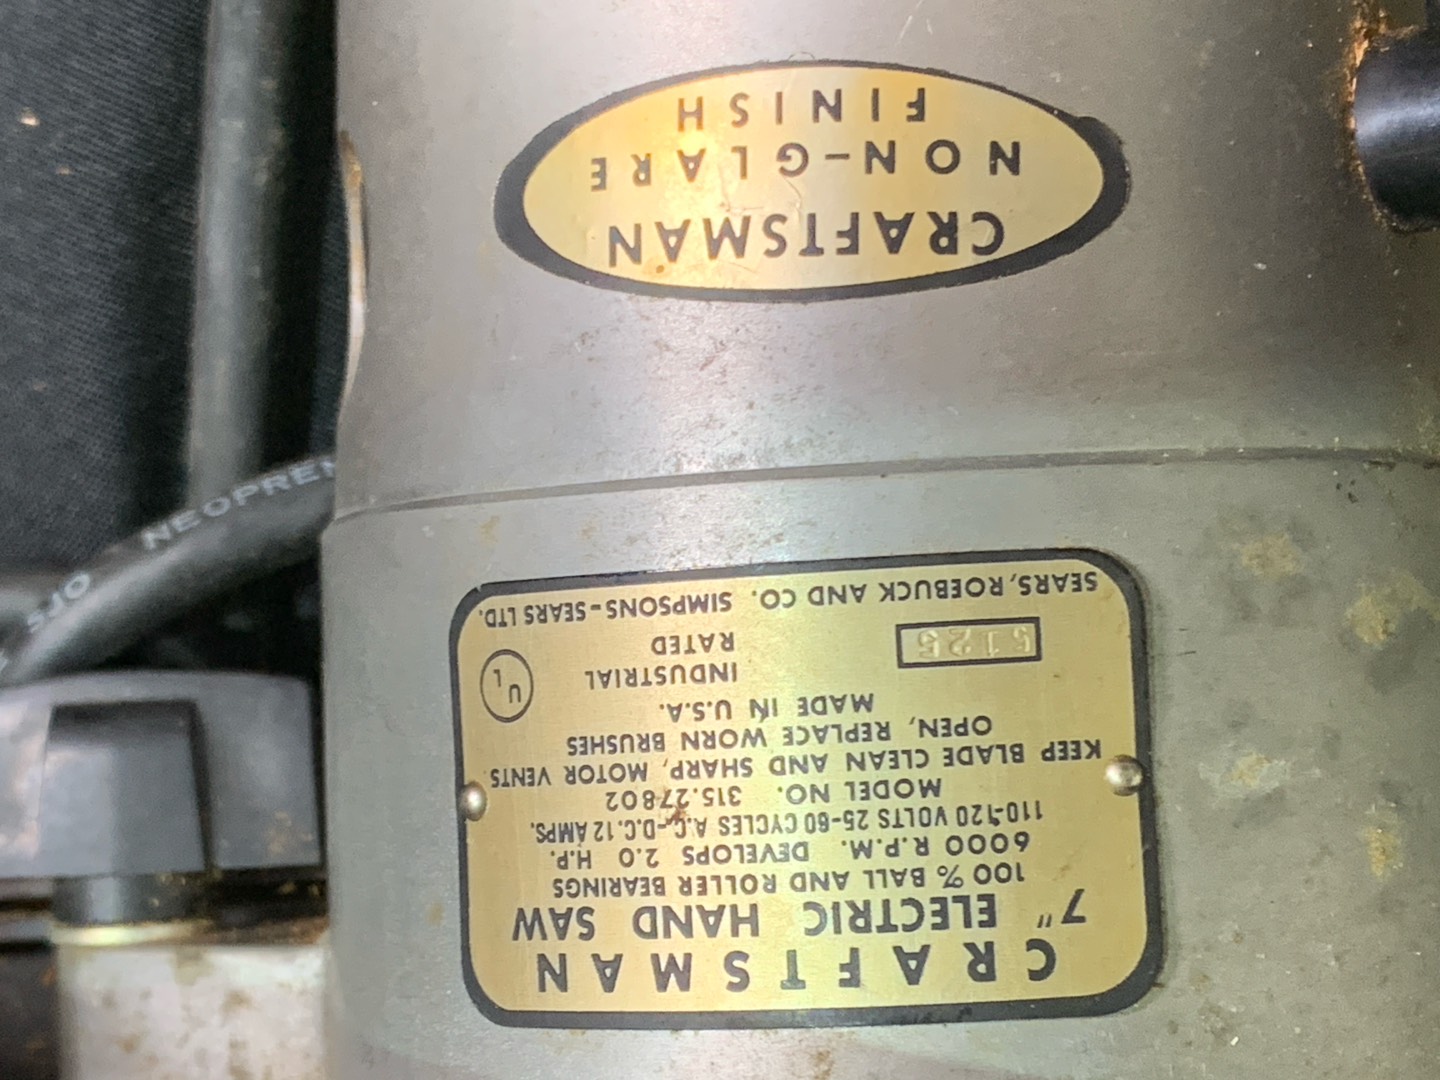 CRAFTSMAN
7" ELECTRIC HAND SAW
100% BALL AND ROLLER BEARINGS
6000 R.P.M. DEVELOPS 2.0 H.P.
110-120 VOLTS 25-60 CYCLES A.C.-D.C. 12 AMPS.
MODEL NO. 315.27802
KEEP BLADE CLEAN AND SHARP, MOTOR VENTS
OPEN, REPLACE WORN BRUSHES
MADE IN U.S.A.
INDUSTRIAL
RATED
UL
SEARS, ROEBUCK AND CO. SIMPSONS-SEARS LTD.
CRAFTSMAN
NON-GLARE
FINISH